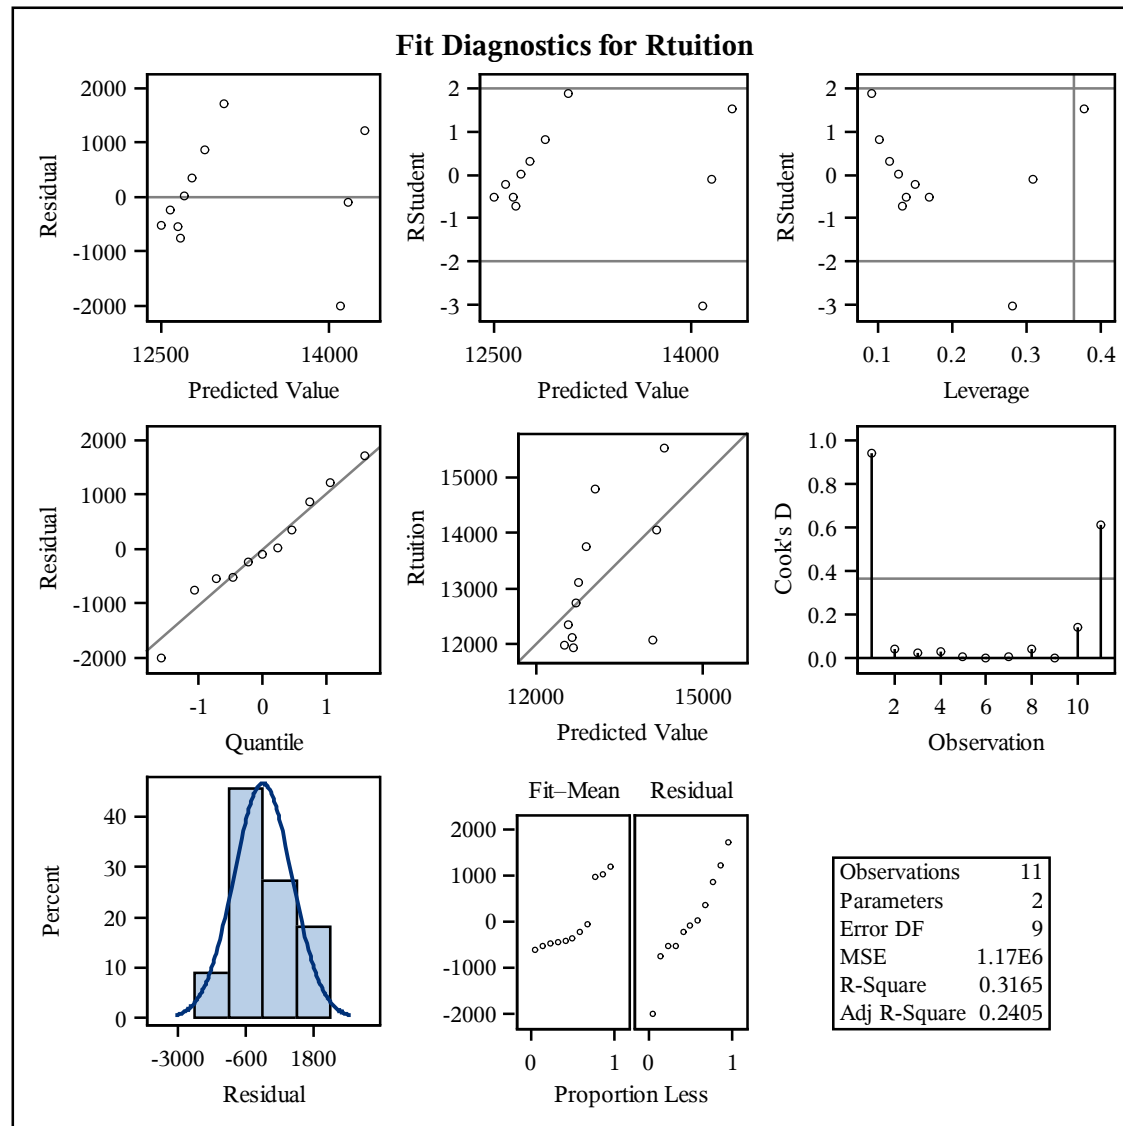 Fit Diagnostics for Rtuition
2000
1000
0
-1000
-2000
Residual
12500 14000
Predicted Value
2
1
0
-1
-2
-3
RStudent
12500 14000
Predicted Value
2
1
0
-1
-2
-3
RStudent
0.1 0.2 0.3 0.4
Leverage
2000
1000
0
-1000
-2000
Residual
-1 0 1
Quantile
15000
14000
13000
12000
Rtuition
12000 15000
Predicted Value
1.0
0.8
0.6
0.4
0.2
0.0
Cook's D
2 4 6 8 10
Observation
40
30
20
10
0
Percent
-3000 -600 1800
Residual
Fit–Mean Residual
2000
1000
0
-1000
-2000
0 1 0 1
Proportion Less
Observations 11
Parameters 2
Error DF 9
MSE 1.17E6
R-Square 0.3165
Adj R-Square 0.2405